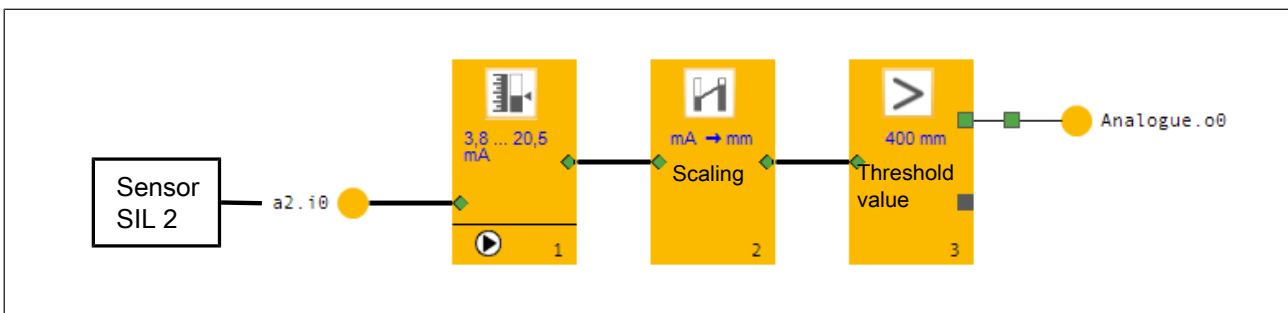 Sensor
SIL 2
a2.i0
3,8 ... 20,5
mA
1
mA → mm
Scaling
2
>
400 mm
Threshold
value
3
Analogue.o0